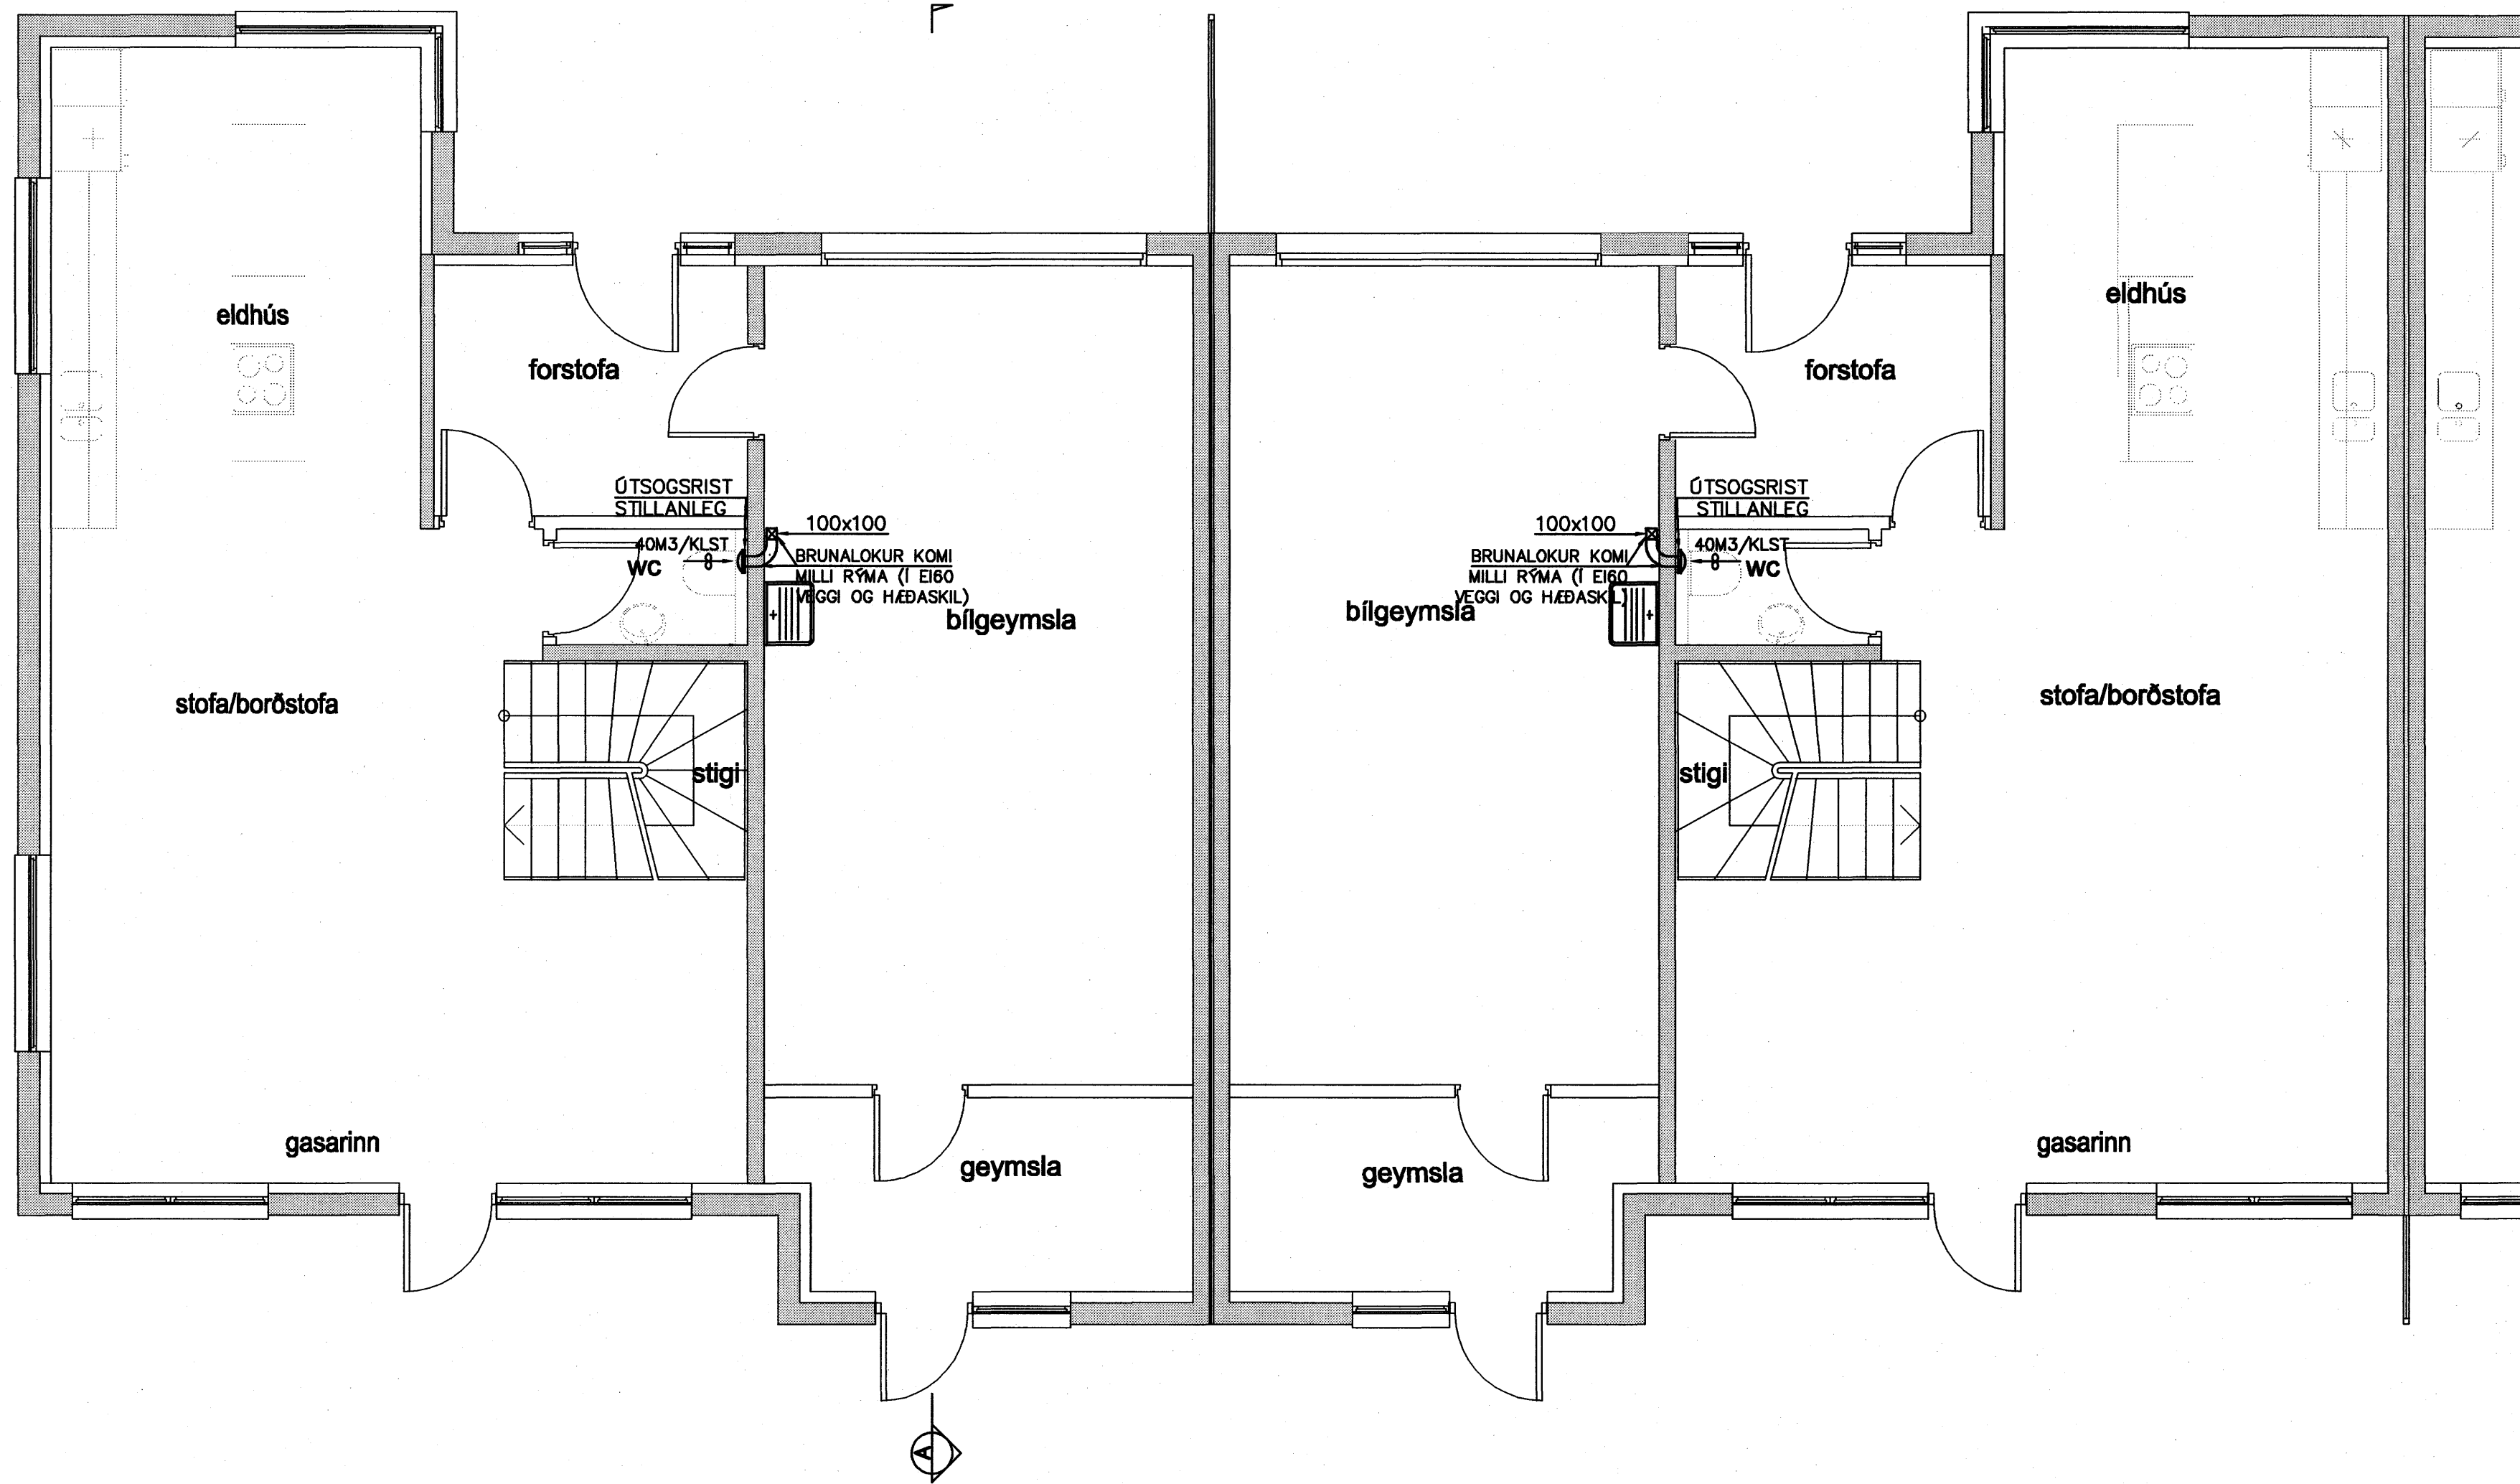 eldhús
forstofa
ÚTSOGSRIST
STILLANLEG
40M3/KLST
8
WC
100x100
BRUNALOKUR KOMI
MILLI RÝMA (Í EI60
VEGGI OG HÆÐASKIL)
bílgeymsla
stofa/borðstofa
stigi
gasarinn
geymsla
eldhús
forstofa
ÚTSOGSRIST
STILLANLEG
40M3/KLST
8
WC
100x100
BRUNALOKUR KOMI
MILLI RÝMA (Í EI60
VEGGI OG HÆÐASKIL)
bílgeymsla
stofa/borðstofa
stigi
gasarinn
geymsla
A